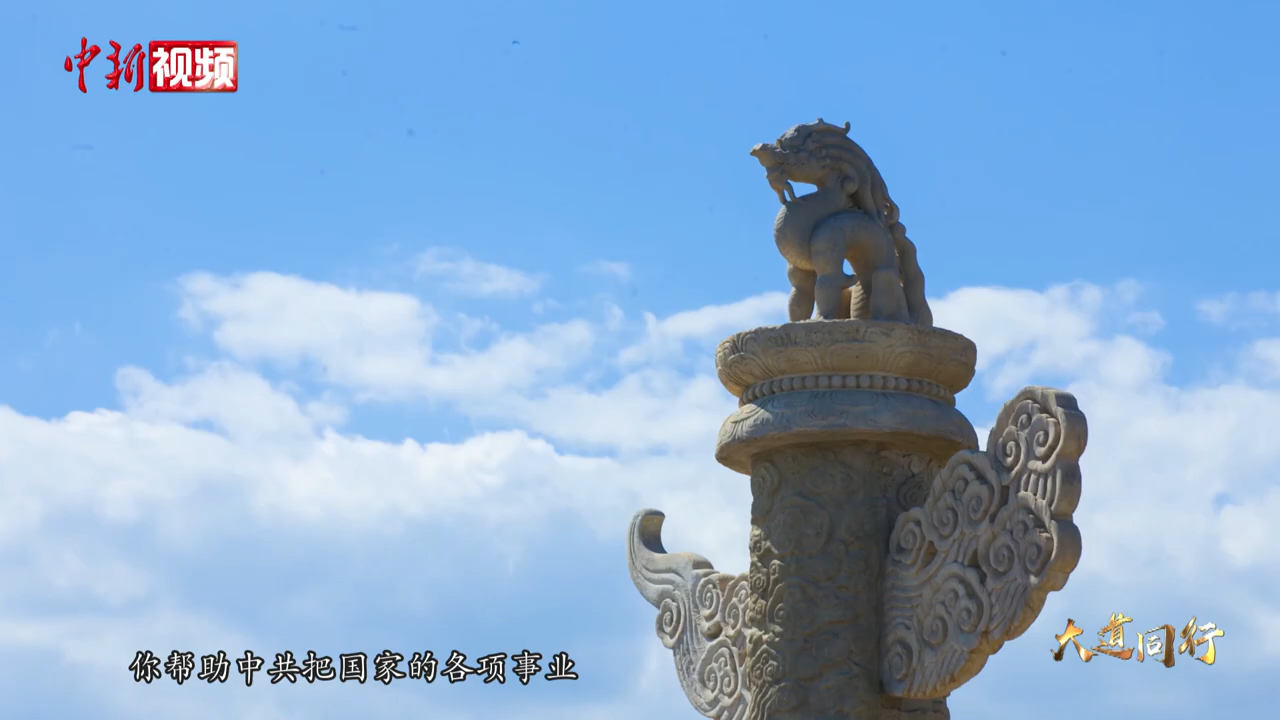 中新视频
你帮助中共把国家的各项事业
大道同行